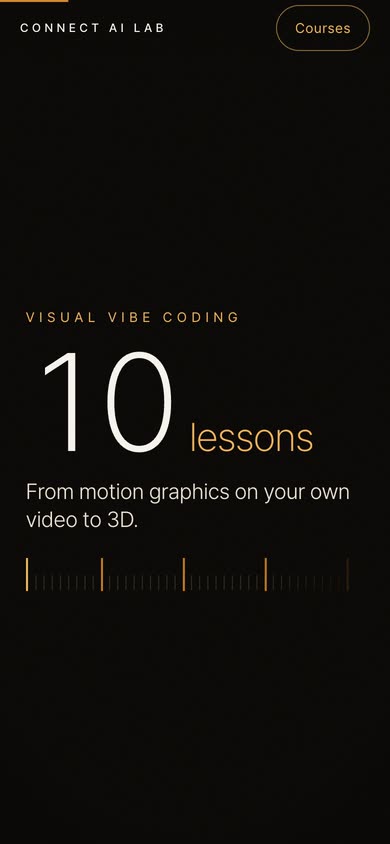 CONNECT AI LAB
Courses
VISUAL VIBE CODING
10 lessons
From motion graphics on your own
video to 3D.